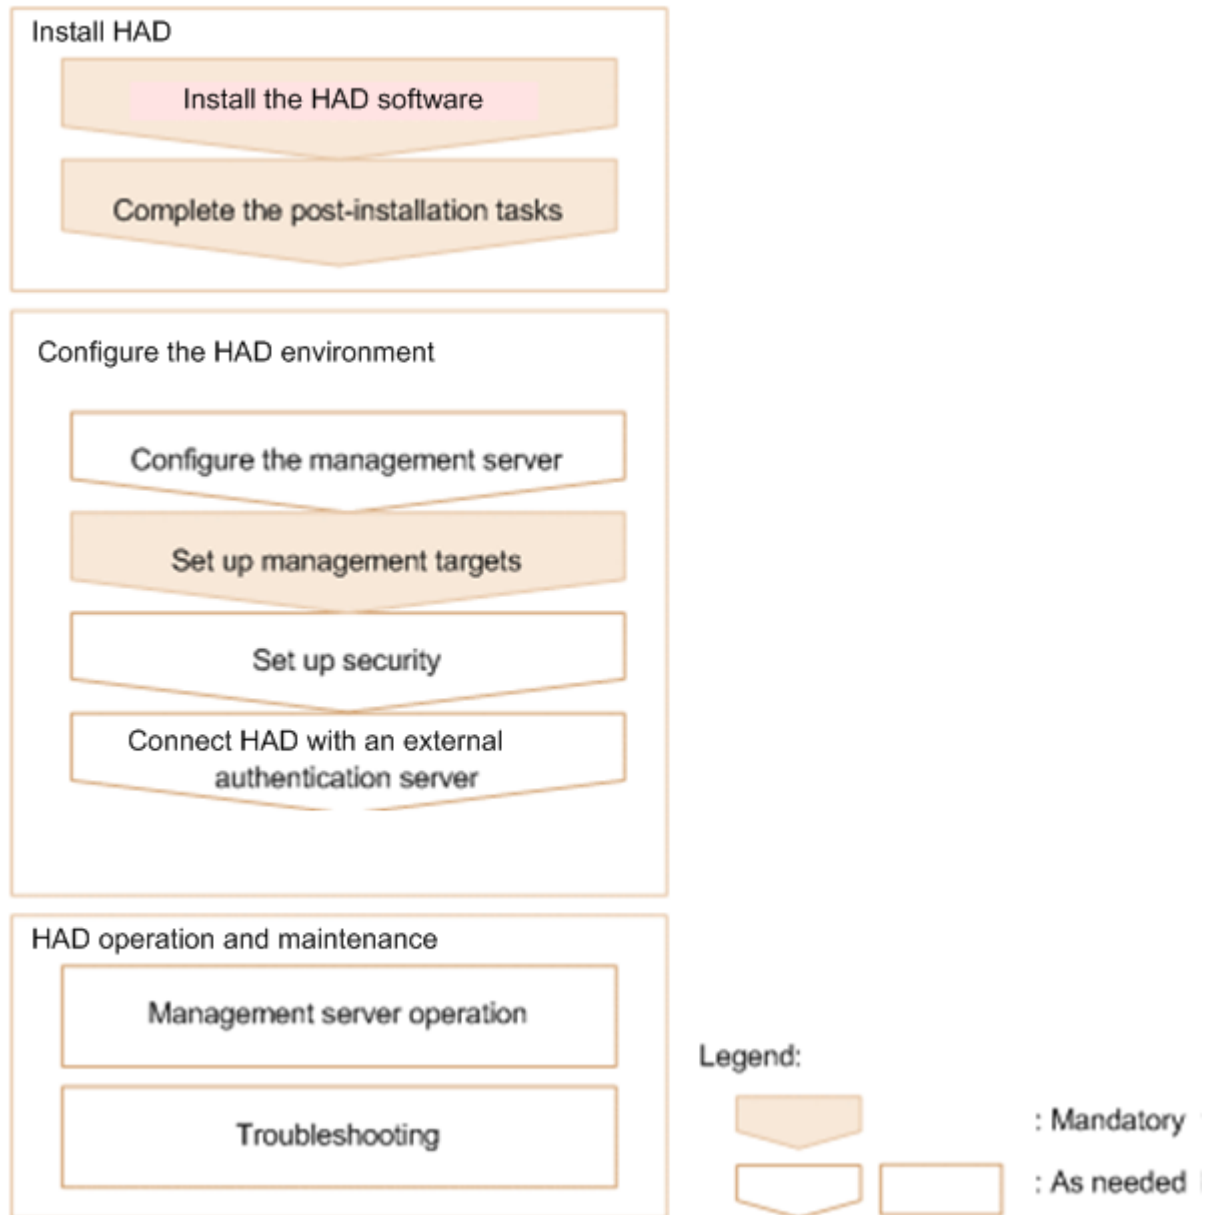 Install HAD
Install the HAD software
Complete the post-installation tasks
Configure the HAD environment
Configure the management server
Set up management targets
Set up security
Connect HAD with an external
authentication server
HAD operation and maintenance
Management server operation
Troubleshooting
Legend:
: Mandatory
: As needed